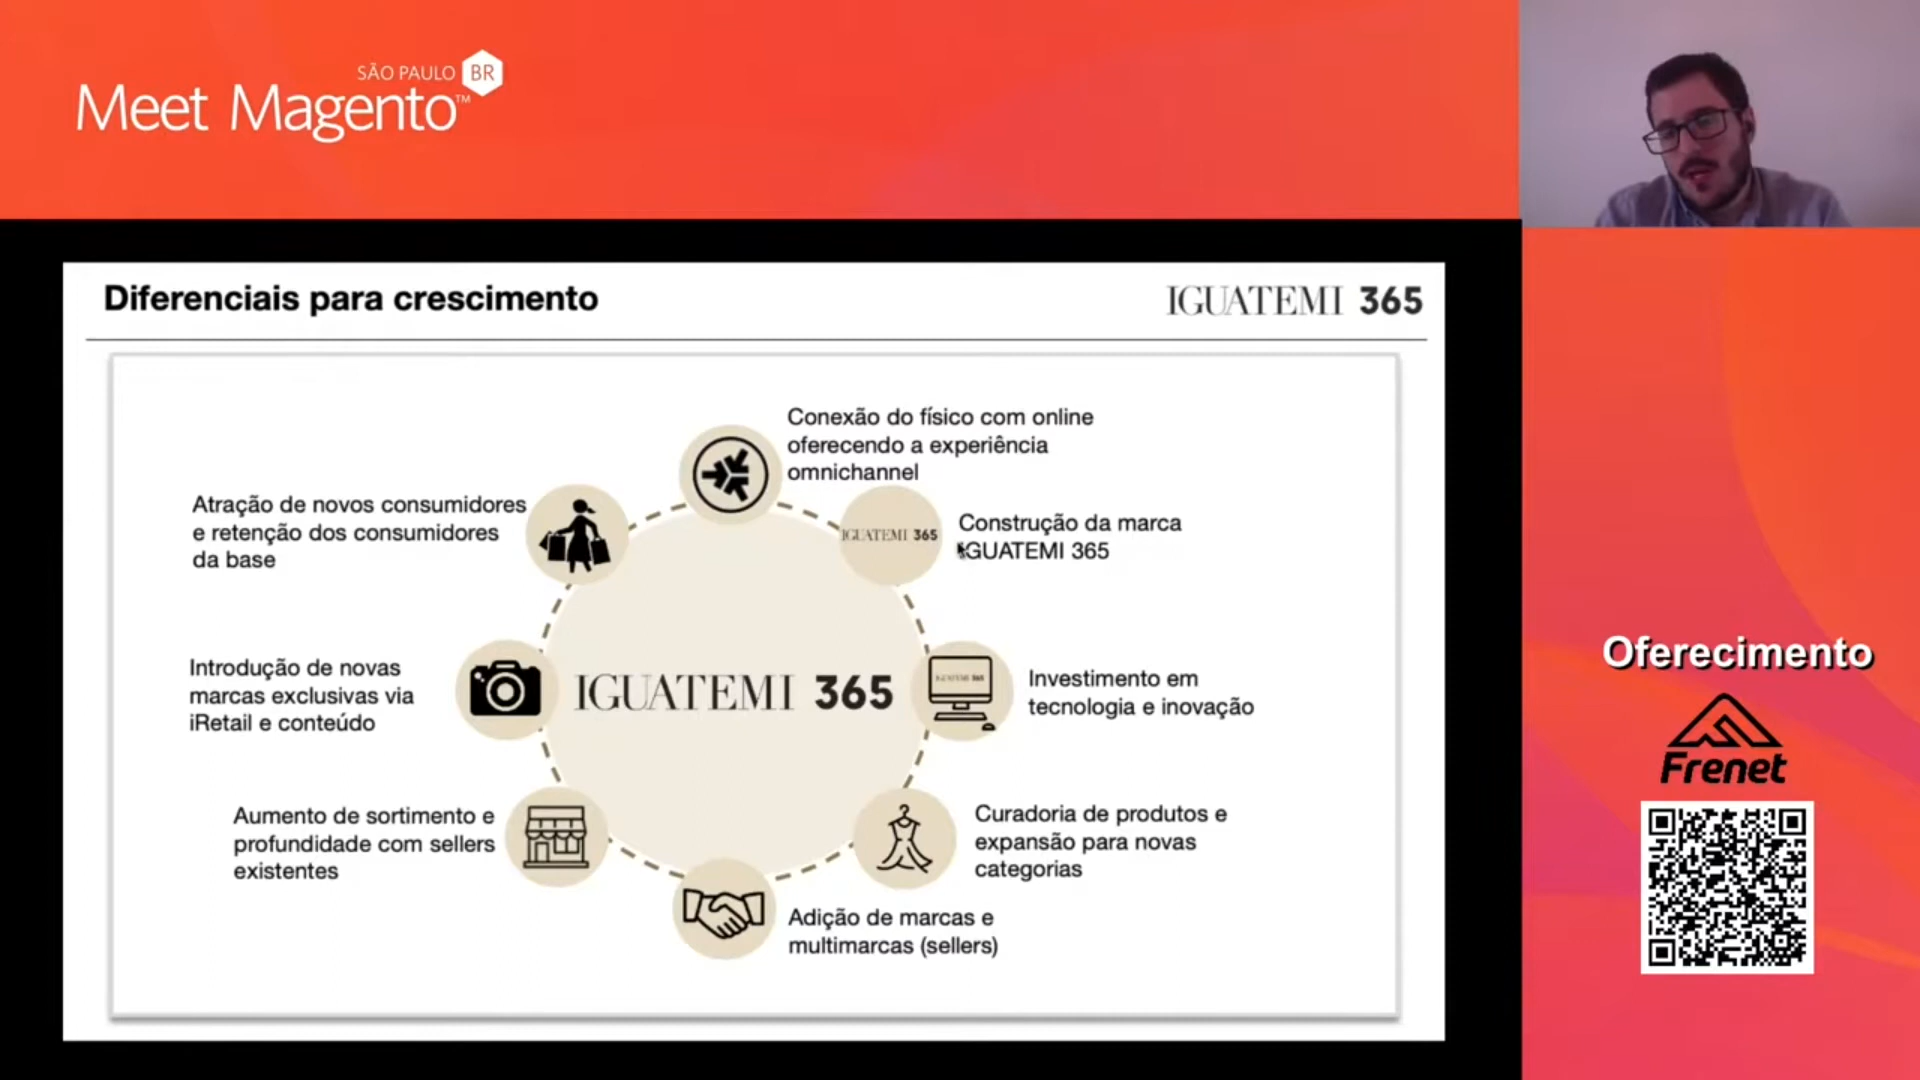 SÃO PAULO BR
Meet Magento™
Diferenciais para crescimento
IGUATEMI 365
Conexão do físico com online
oferecendo a experiência
omnichannel
Atração de novos consumidores
e retenção dos consumidores
da base
IGUATEMI 365
Construção da marca
IGUATEMI 365
Introdução de novas
marcas exclusivas via
iRetail e conteúdo
IGUATEMI 365
IGUATEMI 365
Investimento em
tecnologia e inovação
Aumento de sortimento e
profundidade com sellers
existentes
Curadoria de produtos e
expansão para novas
categorias
Adição de marcas e
multimarcas (sellers)
Oferecimento
Frenet